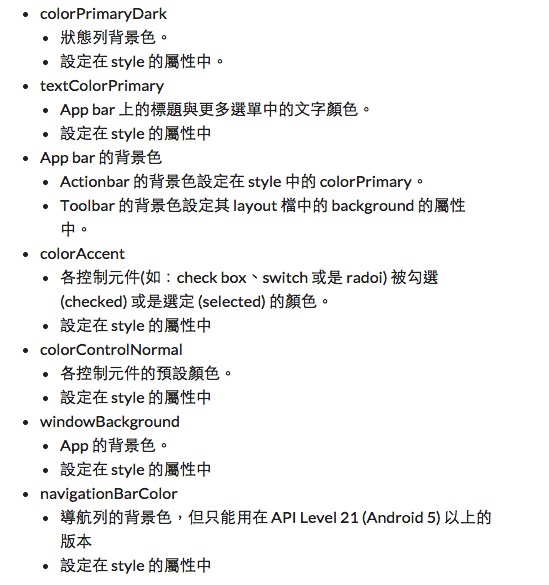 colorPrimaryDark
狀態列背景色。
設定在 style 的屬性中。
textColorPrimary
App bar 上的標題與更多選單中的文字顏色。
設定在 style 的屬性中
App bar 的背景色
Actionbar 的背景色設定在 style 中的 colorPrimary。
Toolbar 的背景色設定其 layout 檔中的 background 的屬性
中。
colorAccent
各控制元件(如：check box、switch 或是 radoi) 被勾選
(checked) 或是選定 (selected) 的顏色。
設定在 style 的屬性中
colorControlNormal
各控制元件的預設顏色。
設定在 style 的屬性中
windowBackground
App 的背景色。
設定在 style 的屬性中
navigationBarColor
導航列的背景色，但只能用在 API Level 21 (Android 5) 以上的
版本
設定在 style 的屬性中